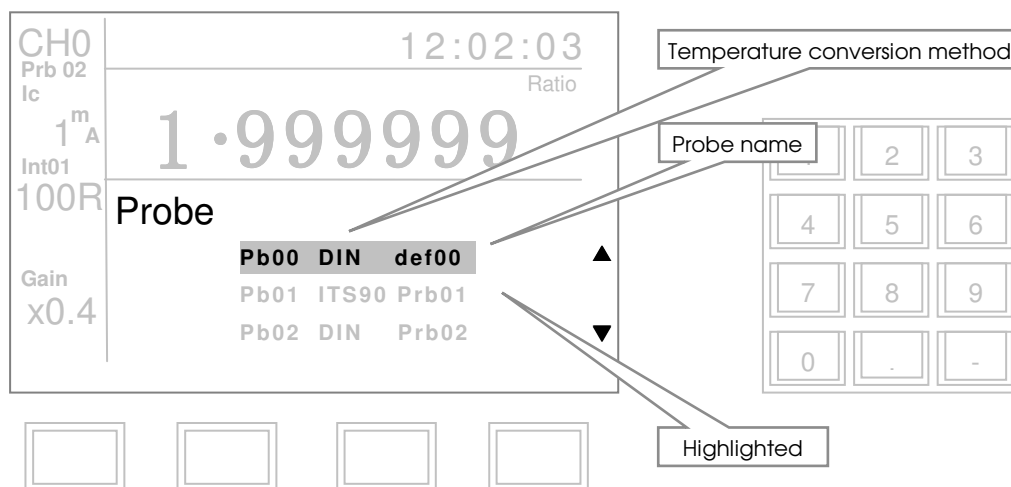 CH0 12:02:03
Prb 02
Ratio
Ic
1 m A
1.999999
Int01
100R
Probe
Pb00 DIN def00
Pb01 ITS90 Prb01
Pb02 DIN Prb02
Gain
x0.4
Temperature conversion method
Probe name
Highlighted
2 3
4 5 6
7 8 9
0 . -